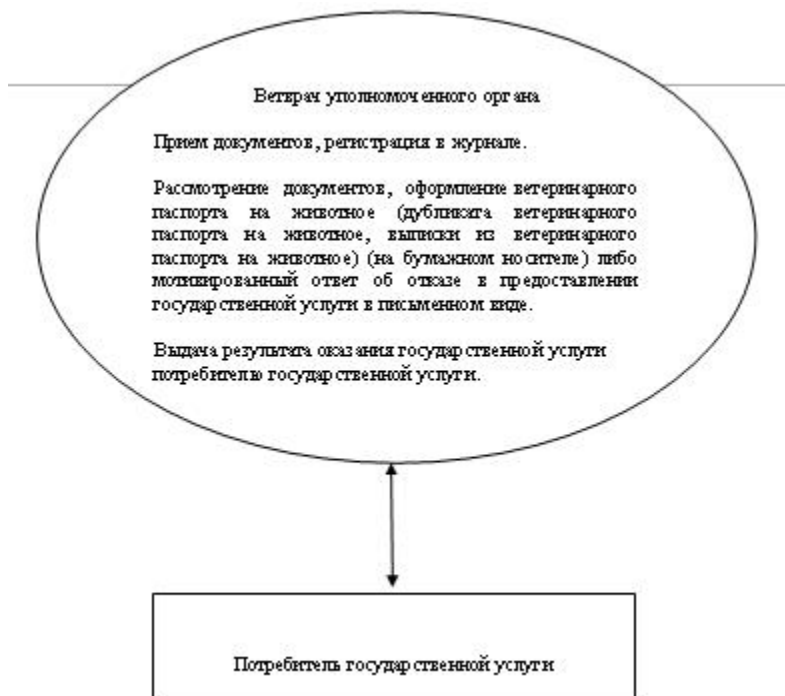 Ветврач уполномоченного органа
Прием документов, регистрация в журнале.
Рассмотрение документов, оформление ветеринарного
паспорта на животное (дубликата ветеринарного
паспорта на животное, выписки из ветеринарного
паспорта на животное) (на бумажном носителе) либо
мотивированный ответ об отказе в предоставлении
государственной услуги в письменном виде.
Выдача результата оказания государственной услуги
потребителю государственной услуги.
Потребитель государственной услуги